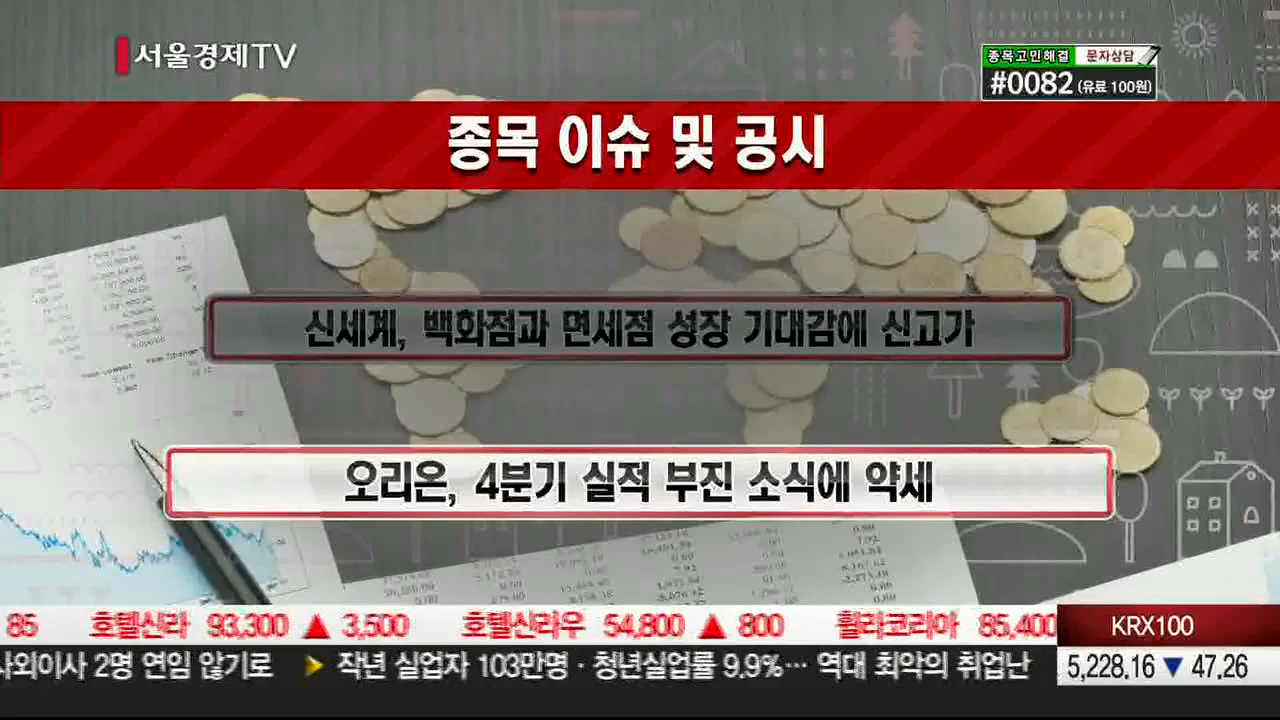 서울경제TV
종목고민해결 문자상담
#0082 (유료 100원)
종목 이슈 및 공시
신세계, 백화점과 면세점 성장 기대감에 신고가
오리온, 4분기 실적 부진 소식에 약세
85 호텔신라 93,300 ▲ 3,500 호텔신라우 54,800 ▲ 800 휠라코리아 85,400
KRX100
사외이사 2명 연임 않기로 ▶ 작년 실업자 103만명·청년실업률 9.9%… 역대 최악의 취업난
5,228.16 ▼ 47.26